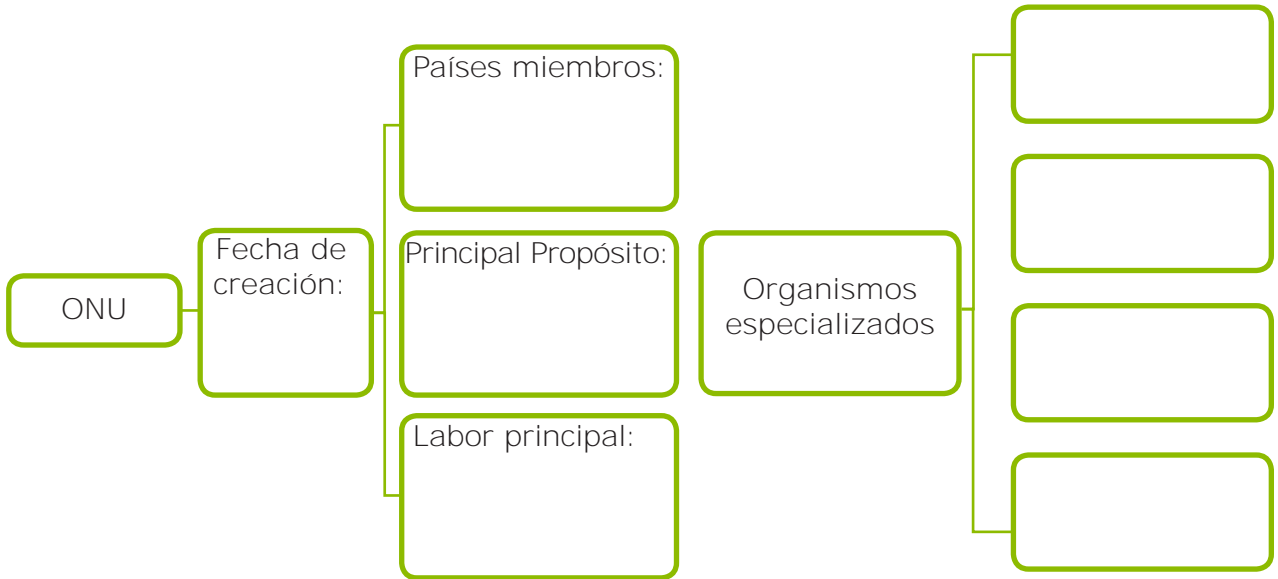 ONU
Fecha de
creación:
Países miembros:
Principal Propósito:
Labor principal:
Organismos
especializados